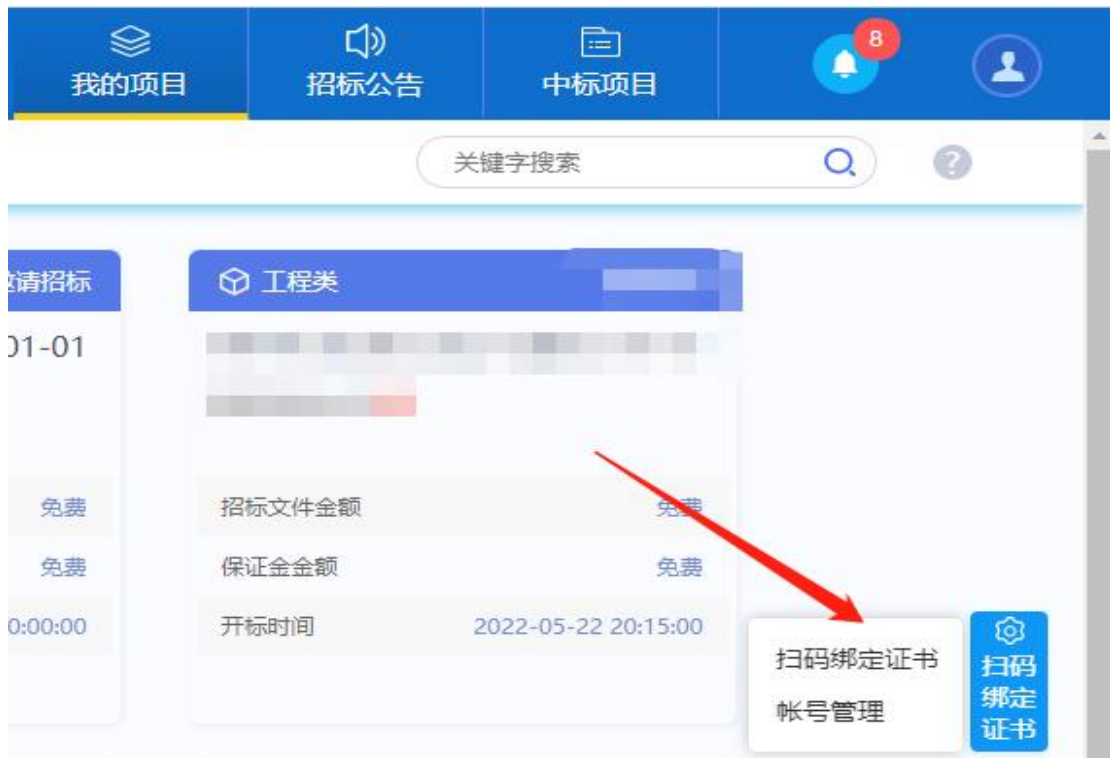 我的项目
招标公告
中标项目
8
关键字搜索
?
请招标
工程类
01-01
免费
招标文件金额
免费
免费
保证金金额
免费
0:00:00
开标时间
2022-05-22 20:15:00
扫码绑定证书
帐号管理
扫码
绑定
证书